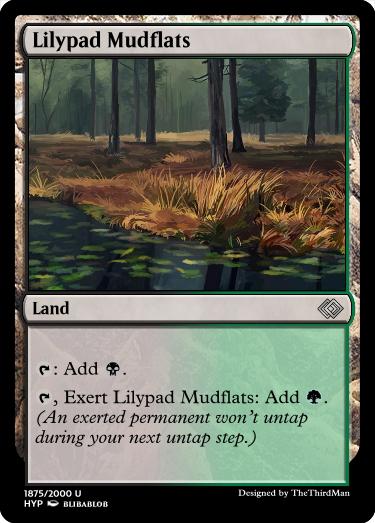 Lilypad Mudflats
Land
: Add .
, Exert Lilypad Mudflats: Add .
(An exerted permanent won't untap
during your next untap step.)
1875/2000 U
HYP BLIBABLOB
Designed by TheThirdMan